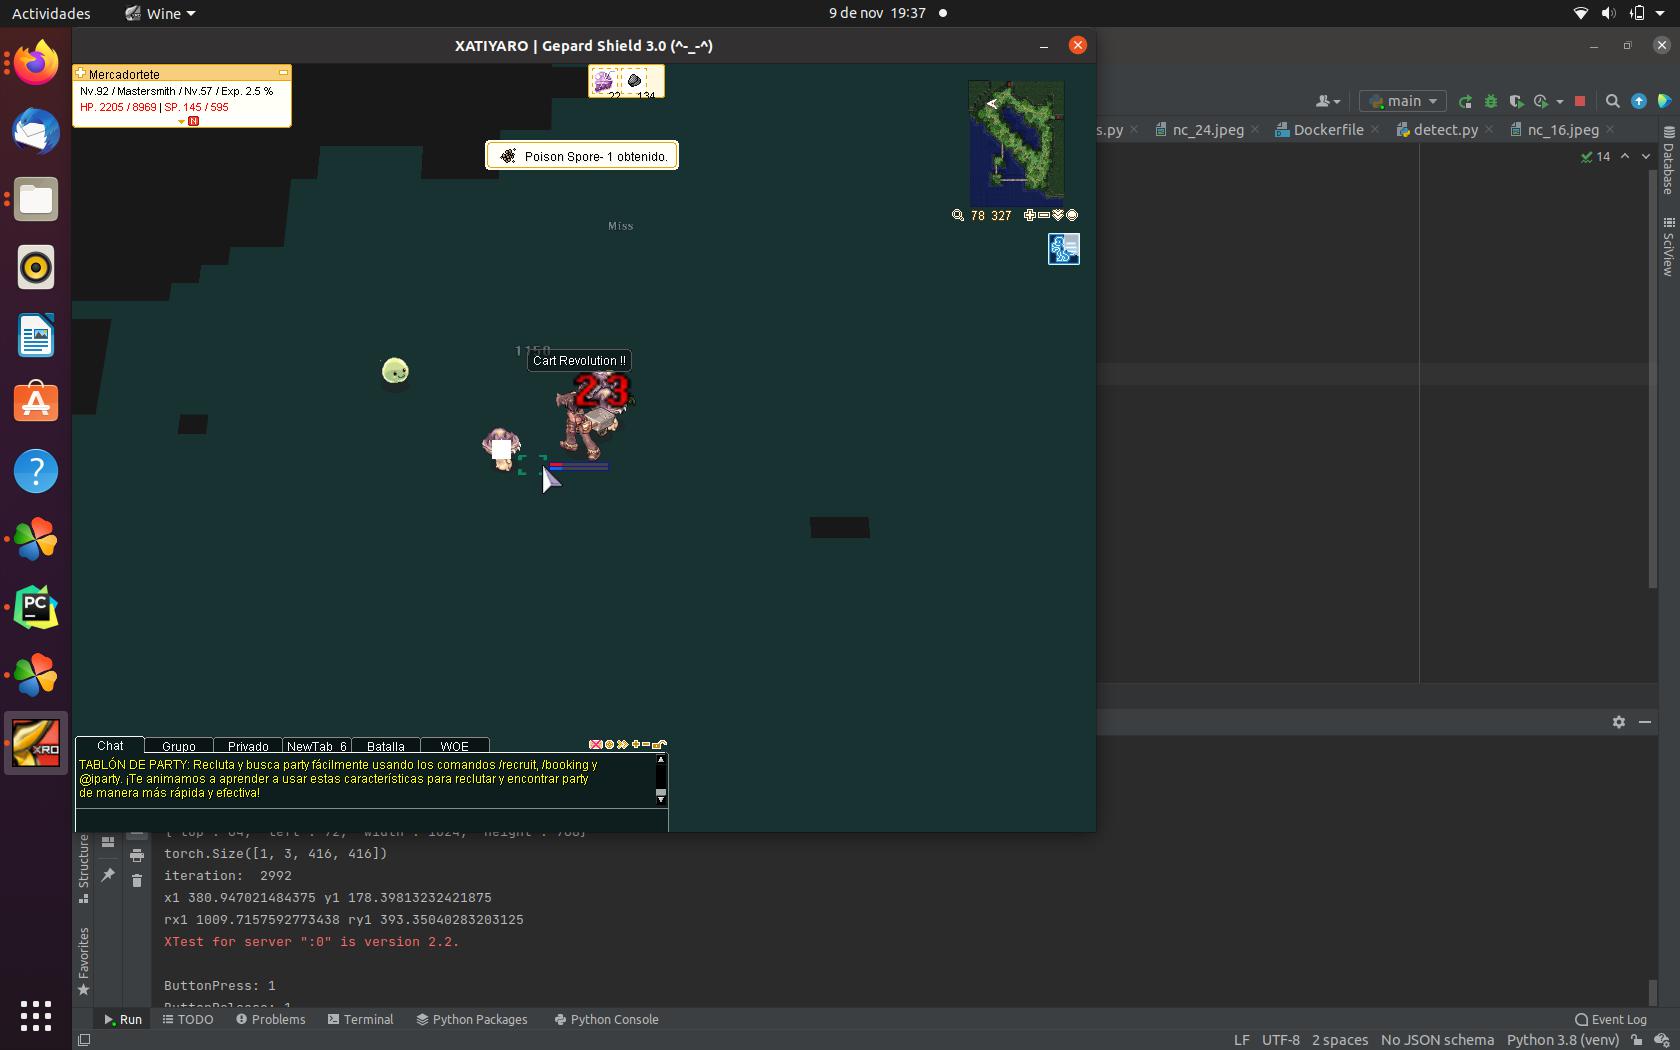 Actividades
Wine
9 de nov 19:37
XATIYARO | Gepard Shield 3.0 (^-_-^)
Mercadortete
Nv.92 / Mastersmith / Nv.57 / Exp. 2.5 %
HP. 2205 / 8969 | SP. 145 / 595
N
22 134
Poison Spore- 1 obtenido.
78 327
Miss
1150
Cart Revolution !!
23
main
s.py nc_24.jpeg Dockerfile detect.py nc_16.jpeg
14
Database
SciView
PC
XRO
Chat Grupo Privado NewTab_6 Batalla WOE
TABLÓN DE PARTY: Recluta y busca party fácilmente usando los comandos /recruit, /booking y
@iparty. ¡Te animamos a aprender a usar estas características para reclutar y encontrar party
de manera más rápida y efectiva!
torch.Size([1, 3, 416, 416])
iteration: 2992
x1 380.947021484375 y1 178.39813232421875
rx1 1009.7157592773438 ry1 393.35040283203125
XTest for server ":0" is version 2.2.
ButtonPress: 1
ButtonRelease: 1
Structure
Favorites
Run TODO Problems Terminal Python Packages Python Console
Event Log
LF UTF-8 2 spaces No JSON schema Python 3.8 (venv)